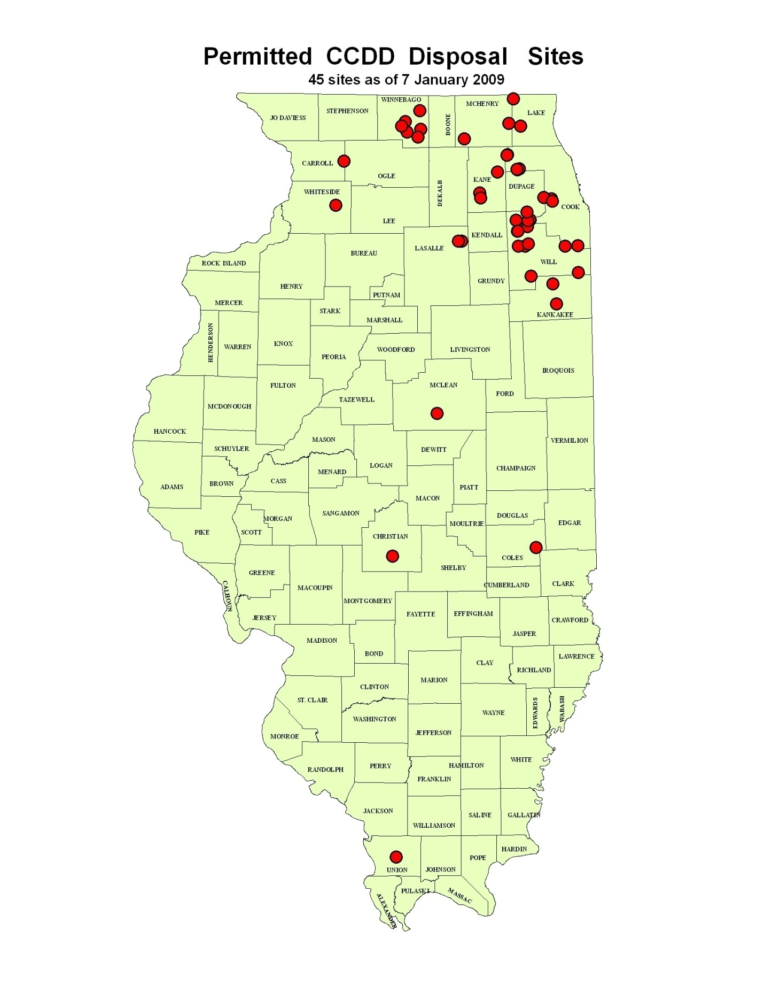 Permitted CCDD Disposal Sites
45 sites as of 7 January 2009
WINNEBAGO
MCHENRY
STEPHENSON
LAKE
JO DAVIESS
BOONE
CARROLL
OGLE
KANE
DUPAGE
WHITESIDE
DEKALB
COOK
LEE
KENDALL
LASALLE
BUREAU
ROCK ISLAND
WILL
GRUNDY
HENRY
PUTNAM
MERCER
STARK
KANKAKEE
MARSHALL
HENDERSON
KNOX
WARREN
WOODFORD
LIVINGSTON
PEORIA
IROQUOIS
FULTON
MCLEAN
FORD
TAZEWELL
MCDONOUGH
HANCOCK
MASON
VERMILION
SCHUYLER
DEWITT
LOGAN
CHAMPAIGN
MENARD
CASS
BROWN
ADAMS
PIATT
MACON
SANGAMON
DOUGLAS
MORGAN
EDGAR
MOULTRIE
PIKE
SCOTT
CHRISTIAN
COLES
SHELBY
GREENE
CLARK
CUMBERLAND
MACOUPIN
CALHOUN
MONTGOMERY
FAYETTE
EFFINGHAM
JERSEY
CRAWFORD
JASPER
MADISON
BOND
LAWRENCE
CLAY
RICHLAND
MARION
CLINTON
ST. CLAIR
EDWARDS
WABASH
WAYNE
WASHINGTON
JEFFERSON
MONROE
WHITE
HAMILTON
PERRY
RANDOLPH
FRANKLIN
JACKSON
SALINE
GALLATIN
WILLIAMSON
HARDIN
POPE
UNION
JOHNSON
PULASKI
MASSAC
ALEXANDER